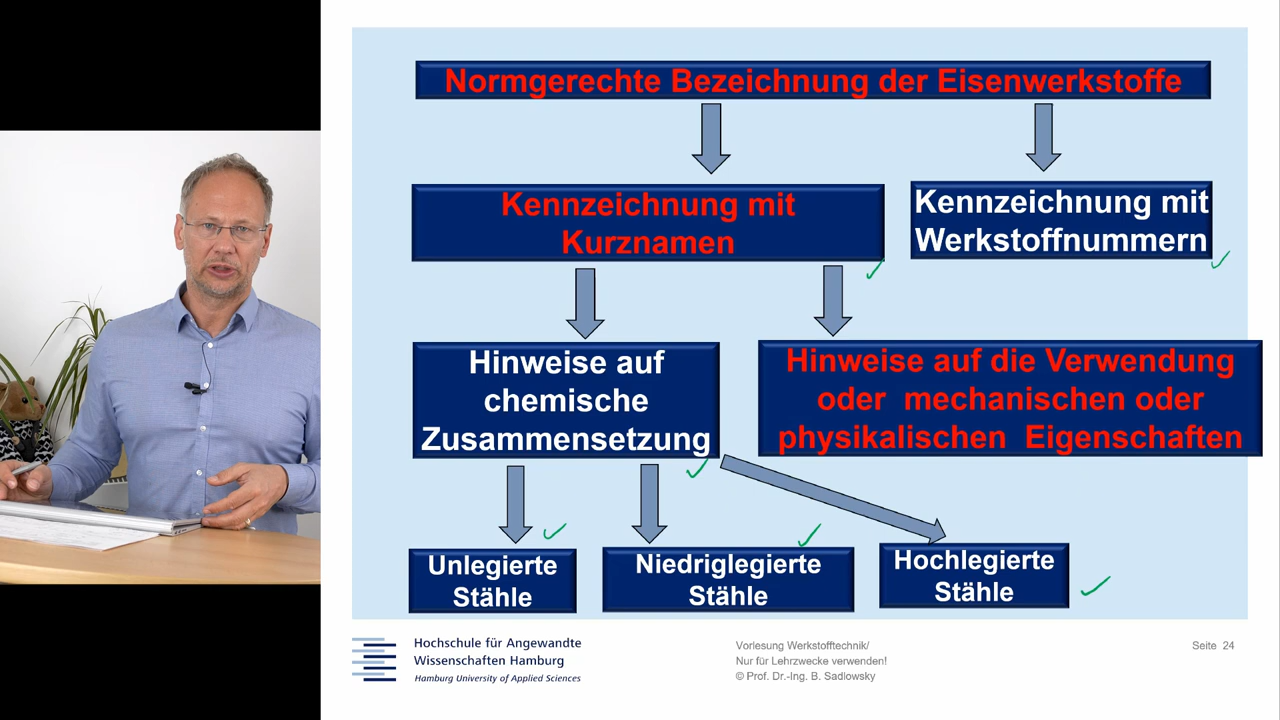 Normgerechte Bezeichnung der Eisenwerkstoffe
Kennzeichnung mit
Kurznamen
Kennzeichnung mit
Werkstoffnummern
Hinweise auf
chemische
Zusammensetzung
Hinweise auf die Verwendung
oder mechanischen oder
physikalischen Eigenschaften
Unlegierte
Stähle
Niedriglegierte
Stähle
Hochlegierte
Stähle
Hochschule für Angewandte
Wissenschaften Hamburg
Hamburg University of Applied Sciences
Vorlesung Werkstofftechnik/
Nur für Lehrzwecke verwenden!
© Prof. Dr.-Ing. B. Sadlowsky
Seite 24